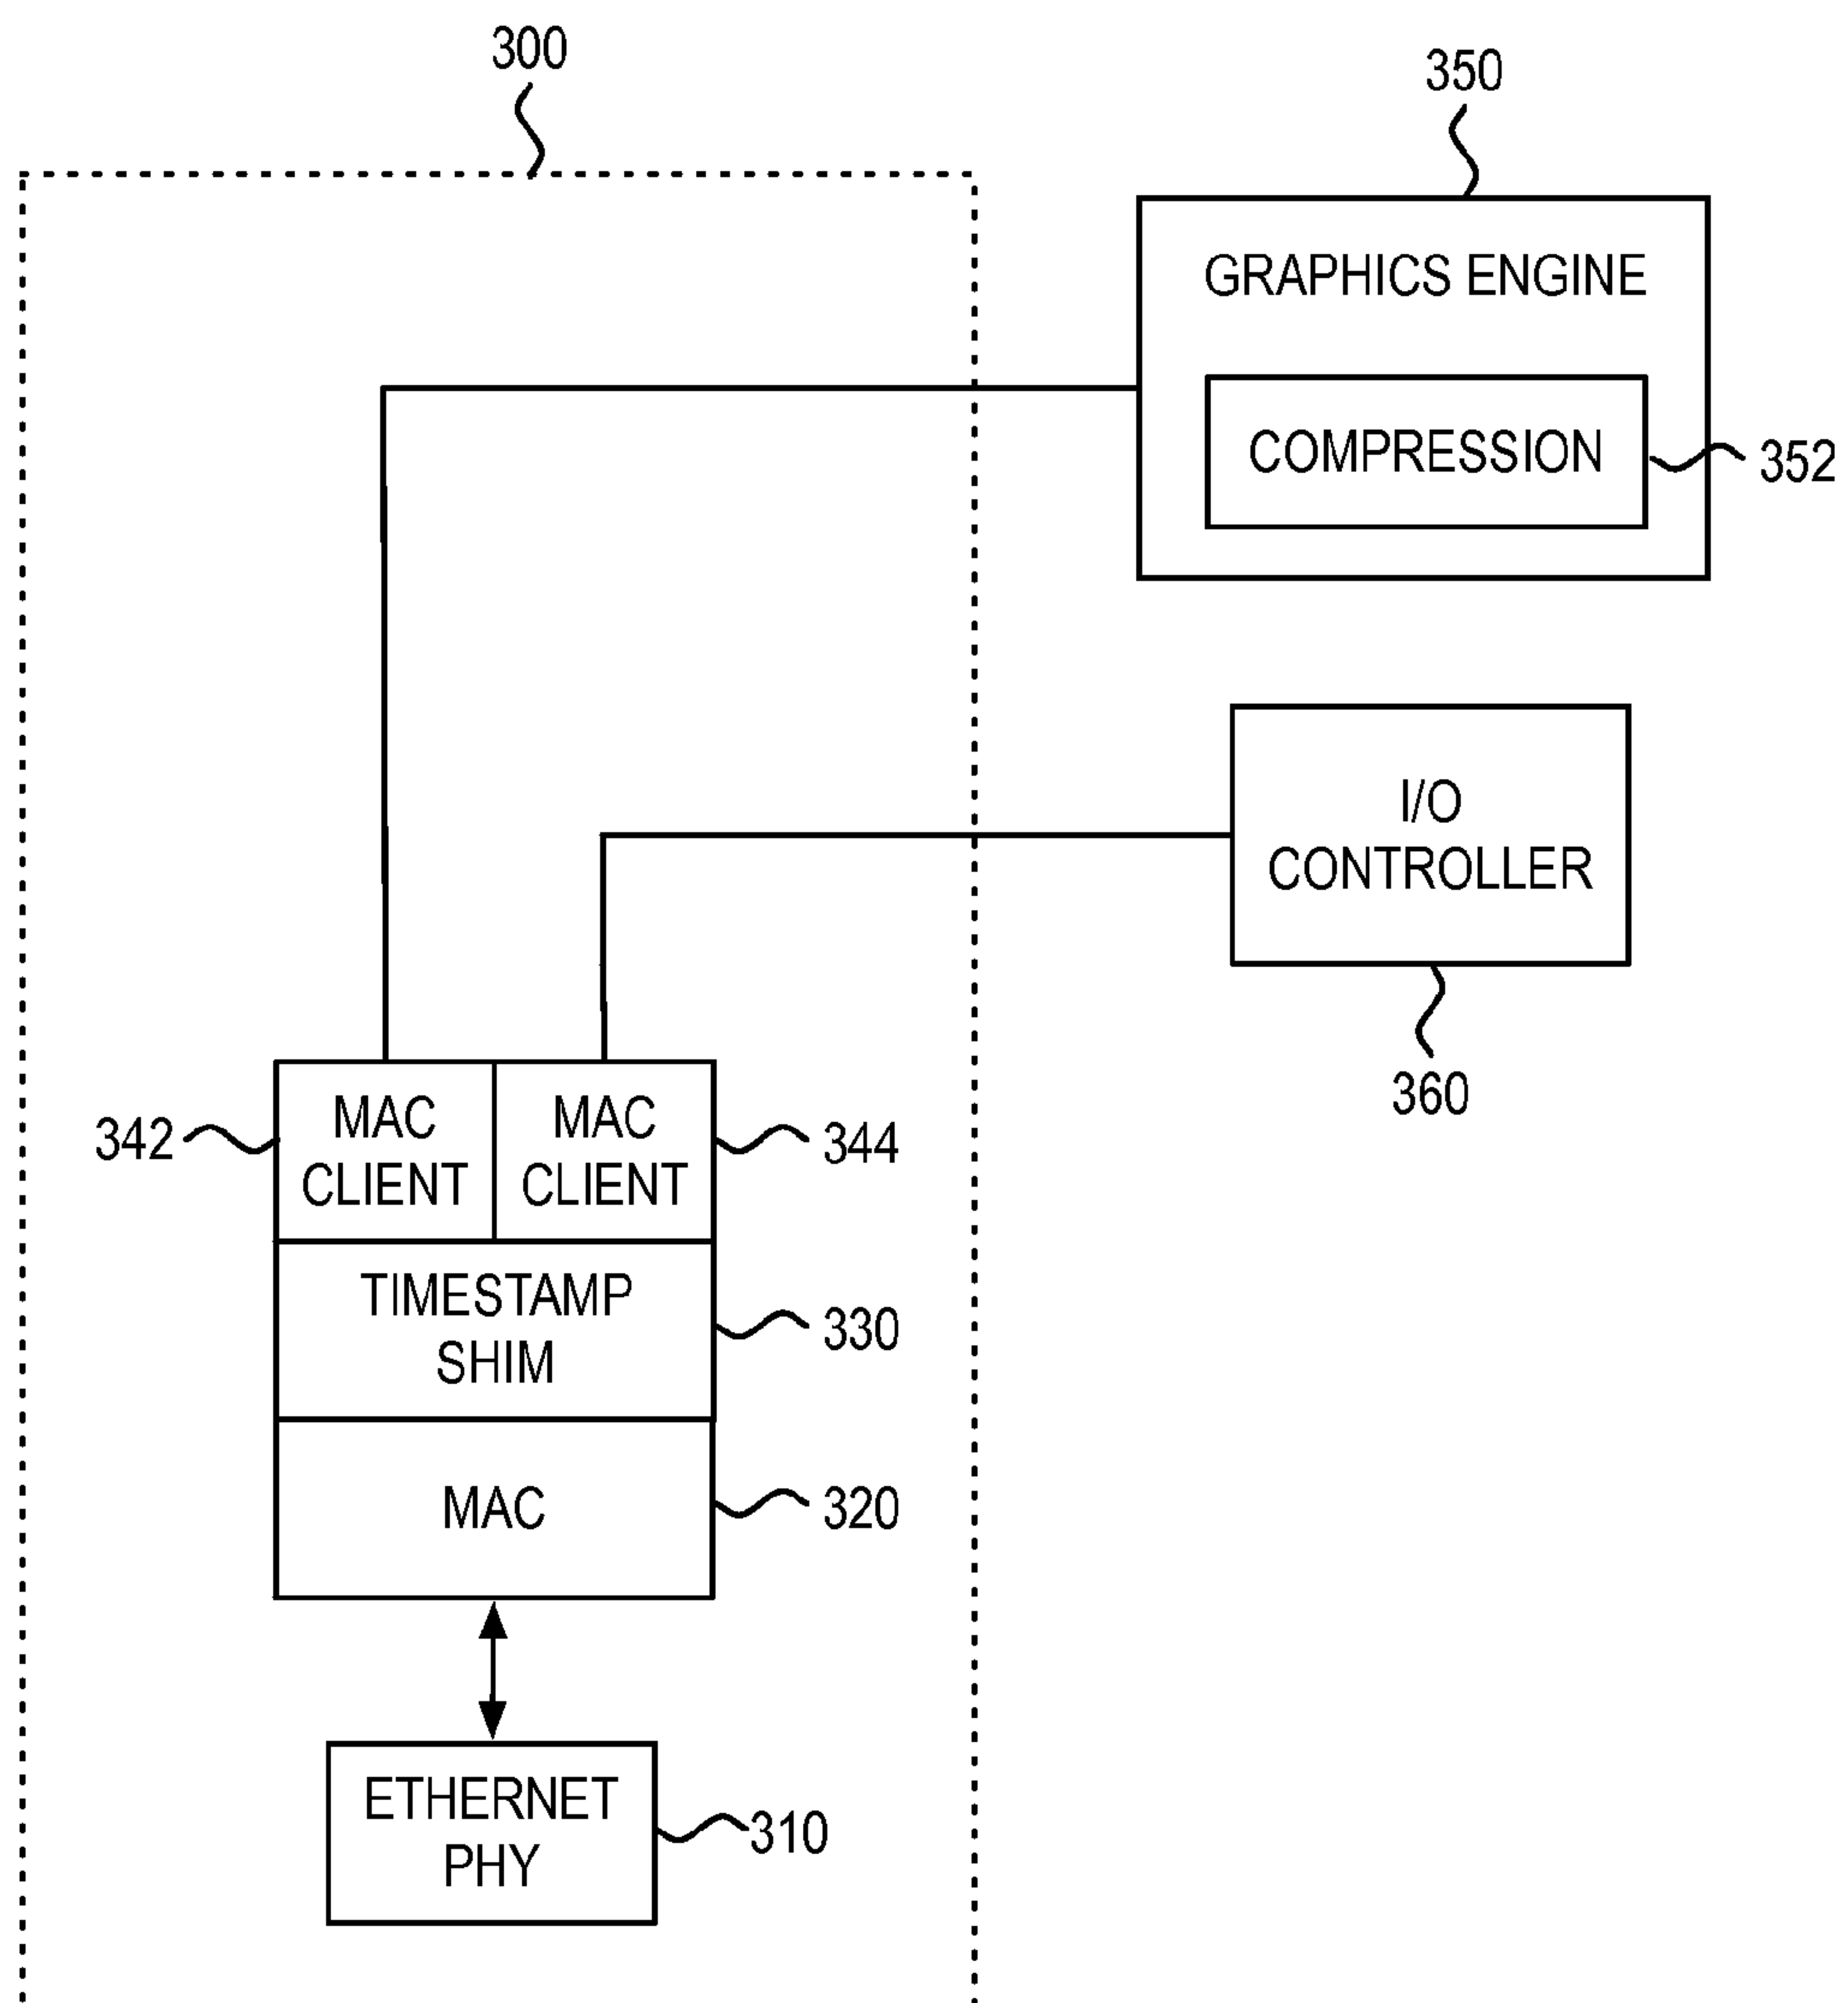 300
350
GRAPHICS ENGINE
COMPRESSION
352
I/O
CONTROLLER
360
342
MAC
CLIENT
MAC
CLIENT
344
TIMESTAMP
SHIM
330
MAC
320
ETHERNET
PHY
310